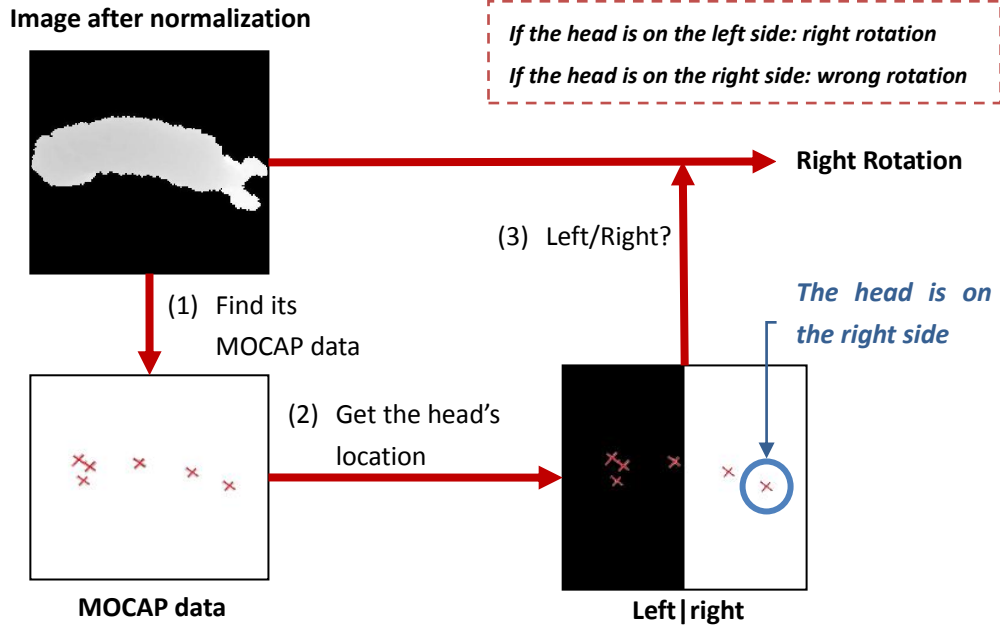 Image after normalization
If the head is on the left side: right rotation
If the head is on the right side: wrong rotation
Right Rotation
(3) Left/Right?
(1) Find its
MOCAP data
The head is on
the right side
(2) Get the head's
location
MOCAP data
Left|right